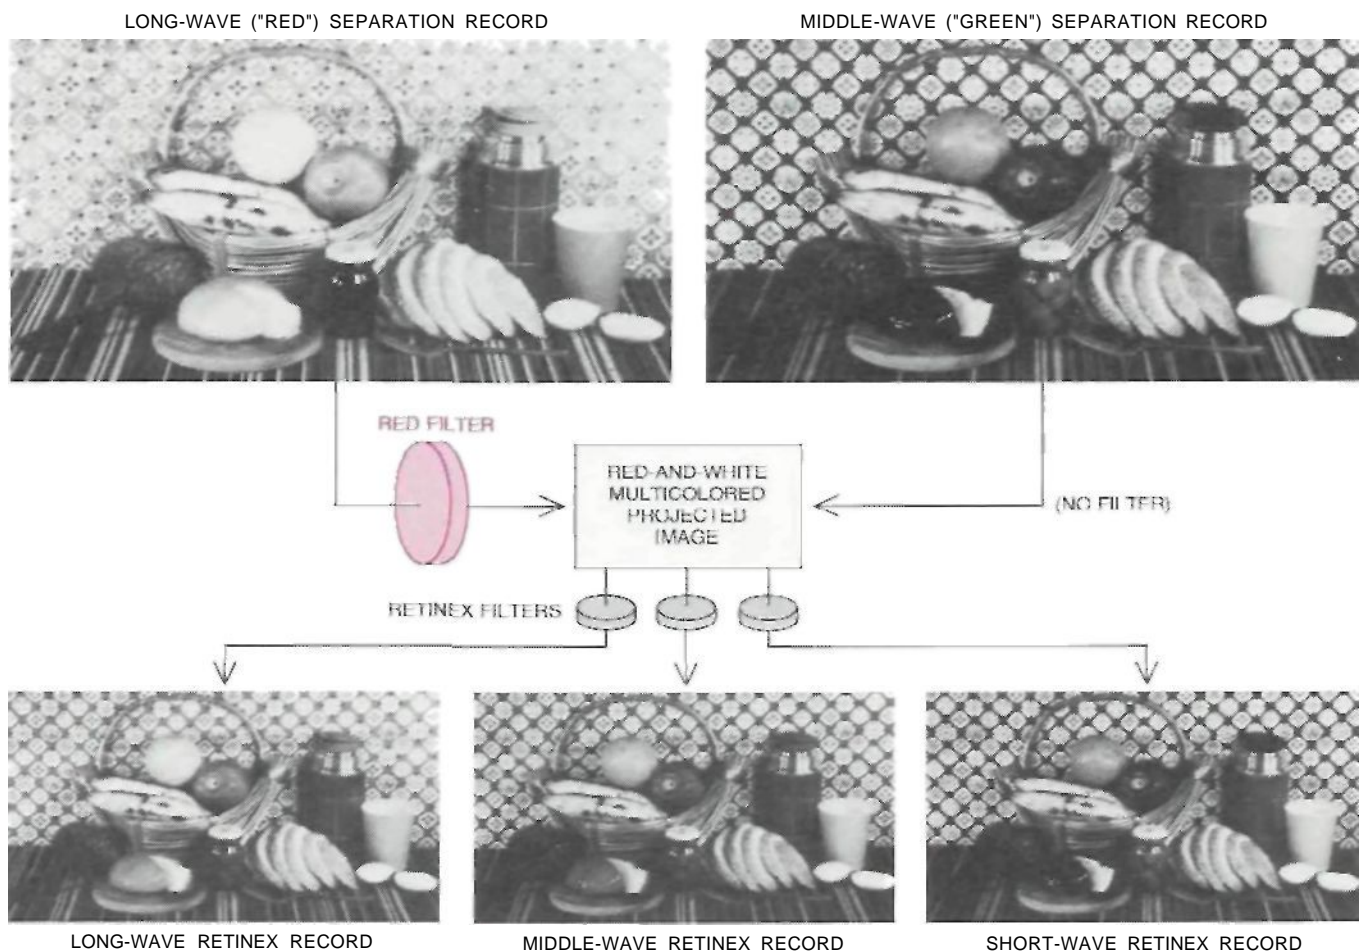 LONG-WAVE ("RED") SEPARATION RECORD
MIDDLE-WAVE ("GREEN") SEPARATION RECORD
RED FILTER
RED-AND-WHITE
MULTICOLORED
PROJECTED
IMAGE
(NO FILTER)
RETINEX FILTERS
LONG-WAVE RETINEX RECORD
MIDDLE-WAVE RETINEX RECORD
SHORT-WAVE RETINEX RECORD